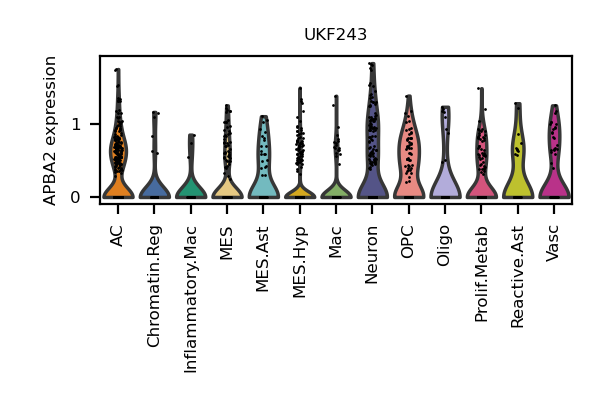 UKF243
APBA2 expression
1
0
AC
Chromatin.Reg
Inflammatory.Mac
MES
MES.Ast
MES.Hyp
Mac
Neuron
OPC
Oligo
Prolif.Metab
Reactive.Ast
Vasc